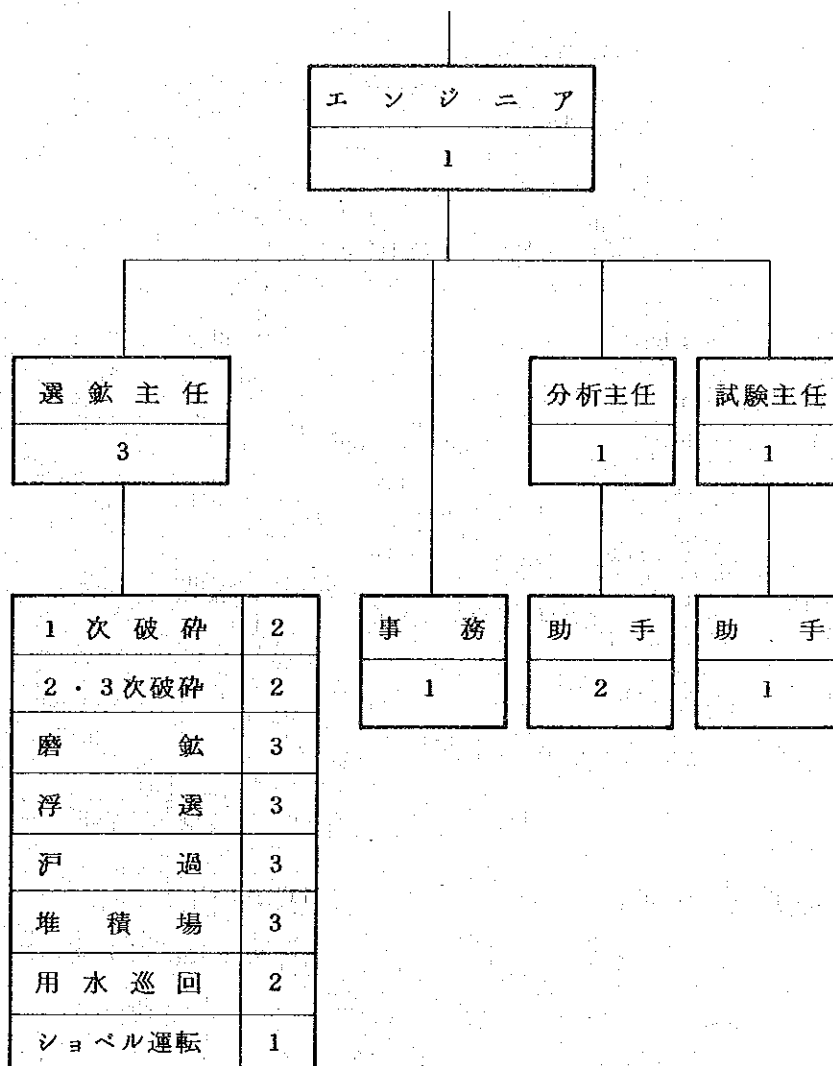 エンジニア
1
選鉱主任
3
分析主任
1
試験主任
1
1次破砕 2
2・3次破砕 2
磨鉱 3
浮選 3
沪過 3
堆積場 3
用水巡回 2
ショベル運転 1
事務
1
助手
2
助手
1